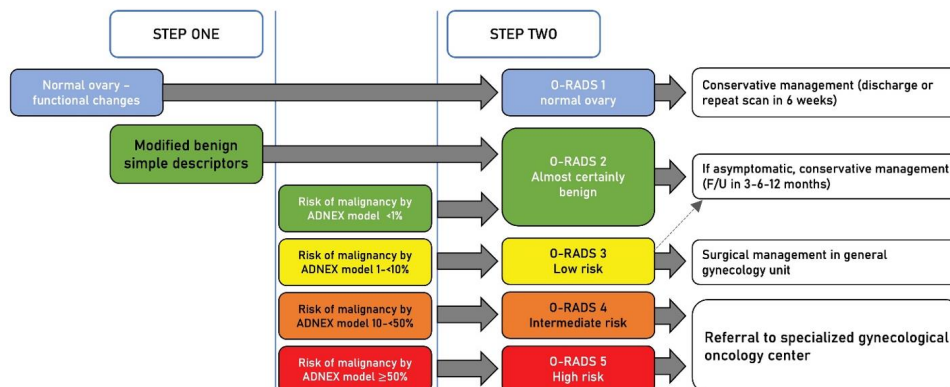 STEP ONE
STEP TWO
Normal ovary –
functional changes
O-RADS 1
normal ovary
Conservative management (discharge or
repeat scan in 6 weeks)
Modified benign
simple descriptors
O-RADS 2
Almost certainly
benign
If asymptomatic, conservative management
(F/U in 3-6-12 months)
Risk of malignancy by
ADNEX model <1%
Risk of malignancy by
ADNEX model 1-<10%
O-RADS 3
Low risk
Surgical management in general
gynecology unit
Risk of malignancy by
ADNEX model 10-<50%
O-RADS 4
Intermediate risk
Referral to specialized gynecological
oncology center
Risk of malignancy by
ADNEX model ≥50%
O-RADS 5
High risk